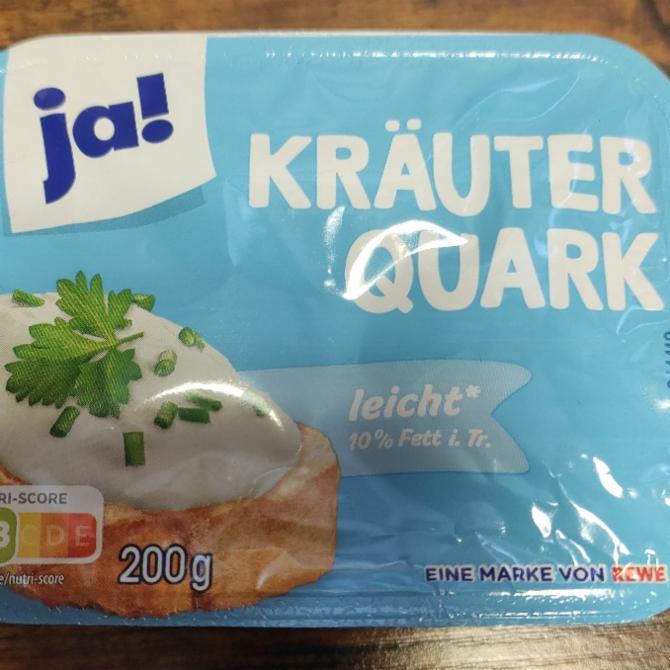 ja!
KRÄUTER
QUARK
leicht*
10% Fett i. Tr.
RI-SCORE
B C D E
e/nutri-score
200g
EINE MARKE VON REWE